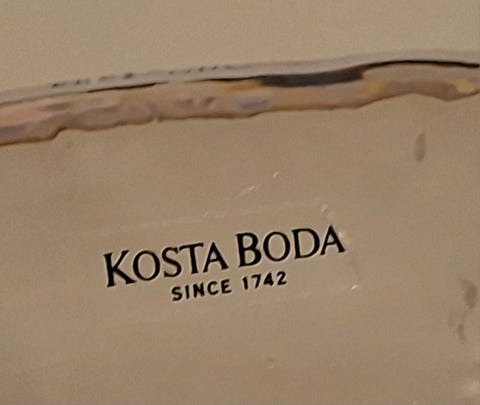 KOSTA BODA
SINCE 1742